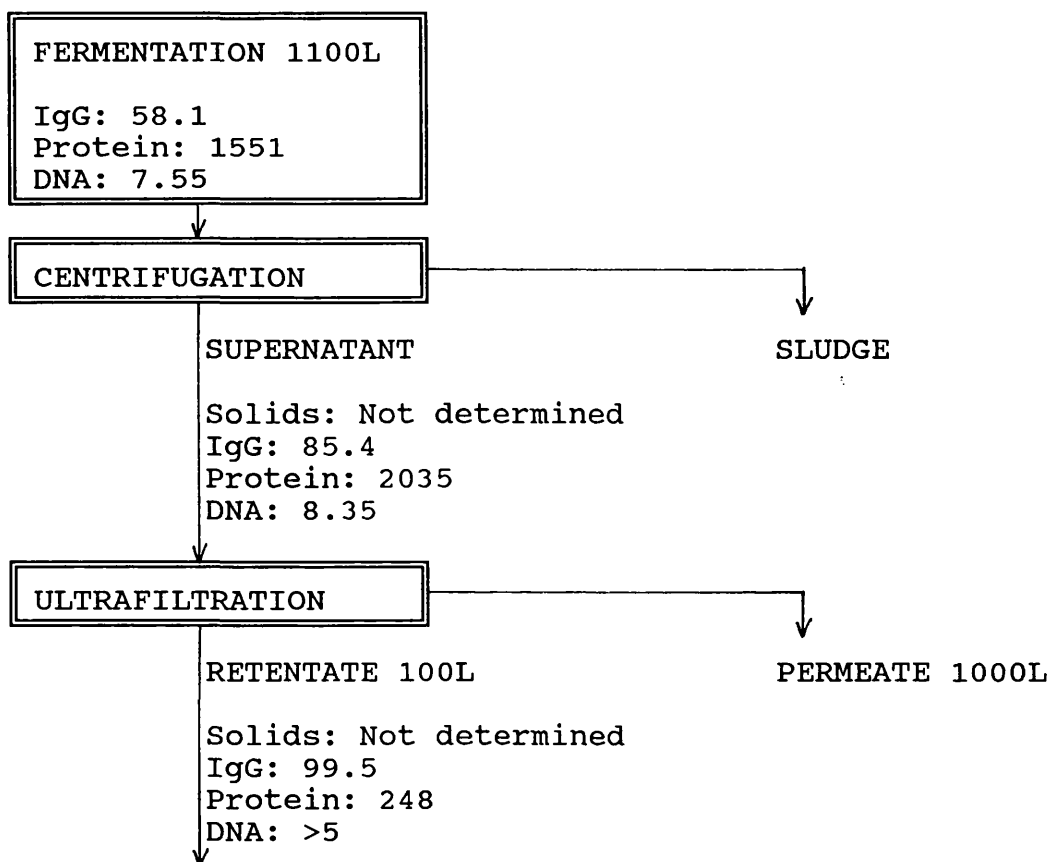 FERMENTATION 1100L
IgG: 58.1
Protein: 1551
DNA: 7.55
CENTRIFUGATION
SUPERNATANT
SLUDGE
Solids: Not determined
IgG: 85.4
Protein: 2035
DNA: 8.35
ULTRAFILTRATION
RETENTATE 100L
PERMEATE 1000L
Solids: Not determined
IgG: 99.5
Protein: 248
DNA: >5